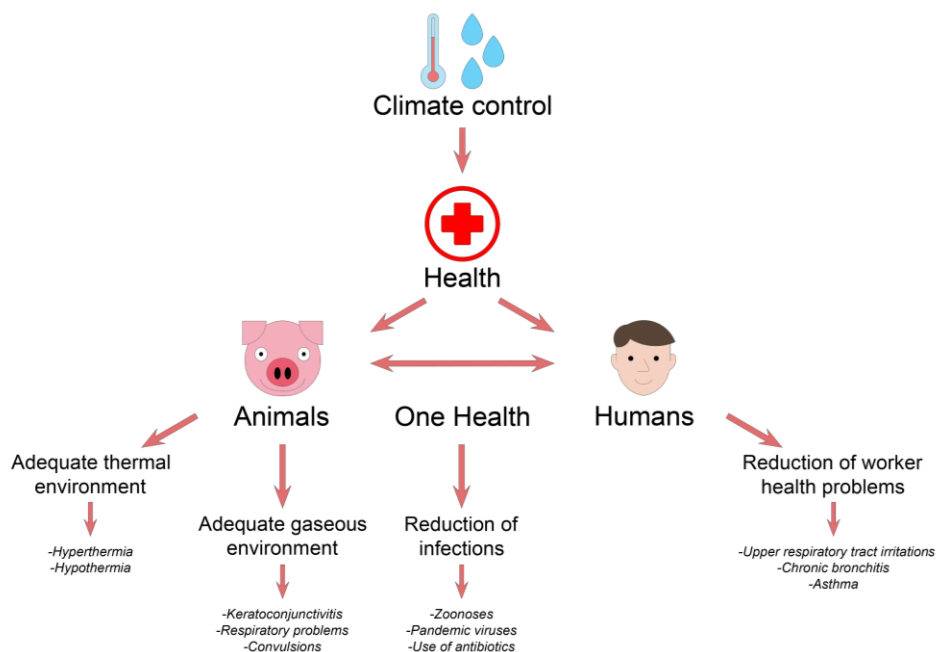 Climate control
Health
Animals
One Health
Humans
Adequate thermal
environment
-Hyperthermia
-Hypothermia
Adequate gaseous
environment
-Keratoconjunctivitis
-Respiratory problems
-Convulsions
Reduction of
infections
-Zoonoses
-Pandemic viruses
-Use of antibiotics
Reduction of worker
health problems
-Upper respiratory tract irritations
-Chronic bronchitis
-Asthma